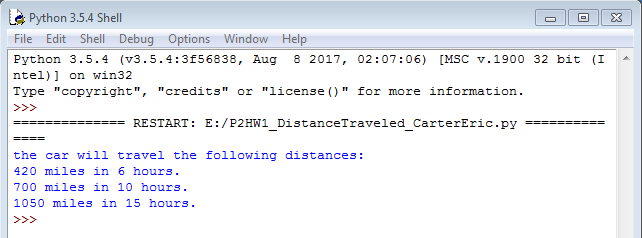 Python 3.5.4 Shell
File Edit Shell Debug Options Window Help
Python 3.5.4 (v3.5.4:3f56838, Aug  8 2017, 02:07:06) [MSC v.1900 32 bit (I
ntel)] on win32
Type "copyright", "credits" or "license()" for more information.
>>>
============== RESTART: E:/P2HW1_DistanceTraveled_CarterEric.py ==========
====
the car will travel the following distances:
420 miles in 6 hours.
700 miles in 10 hours.
1050 miles in 15 hours.
>>>